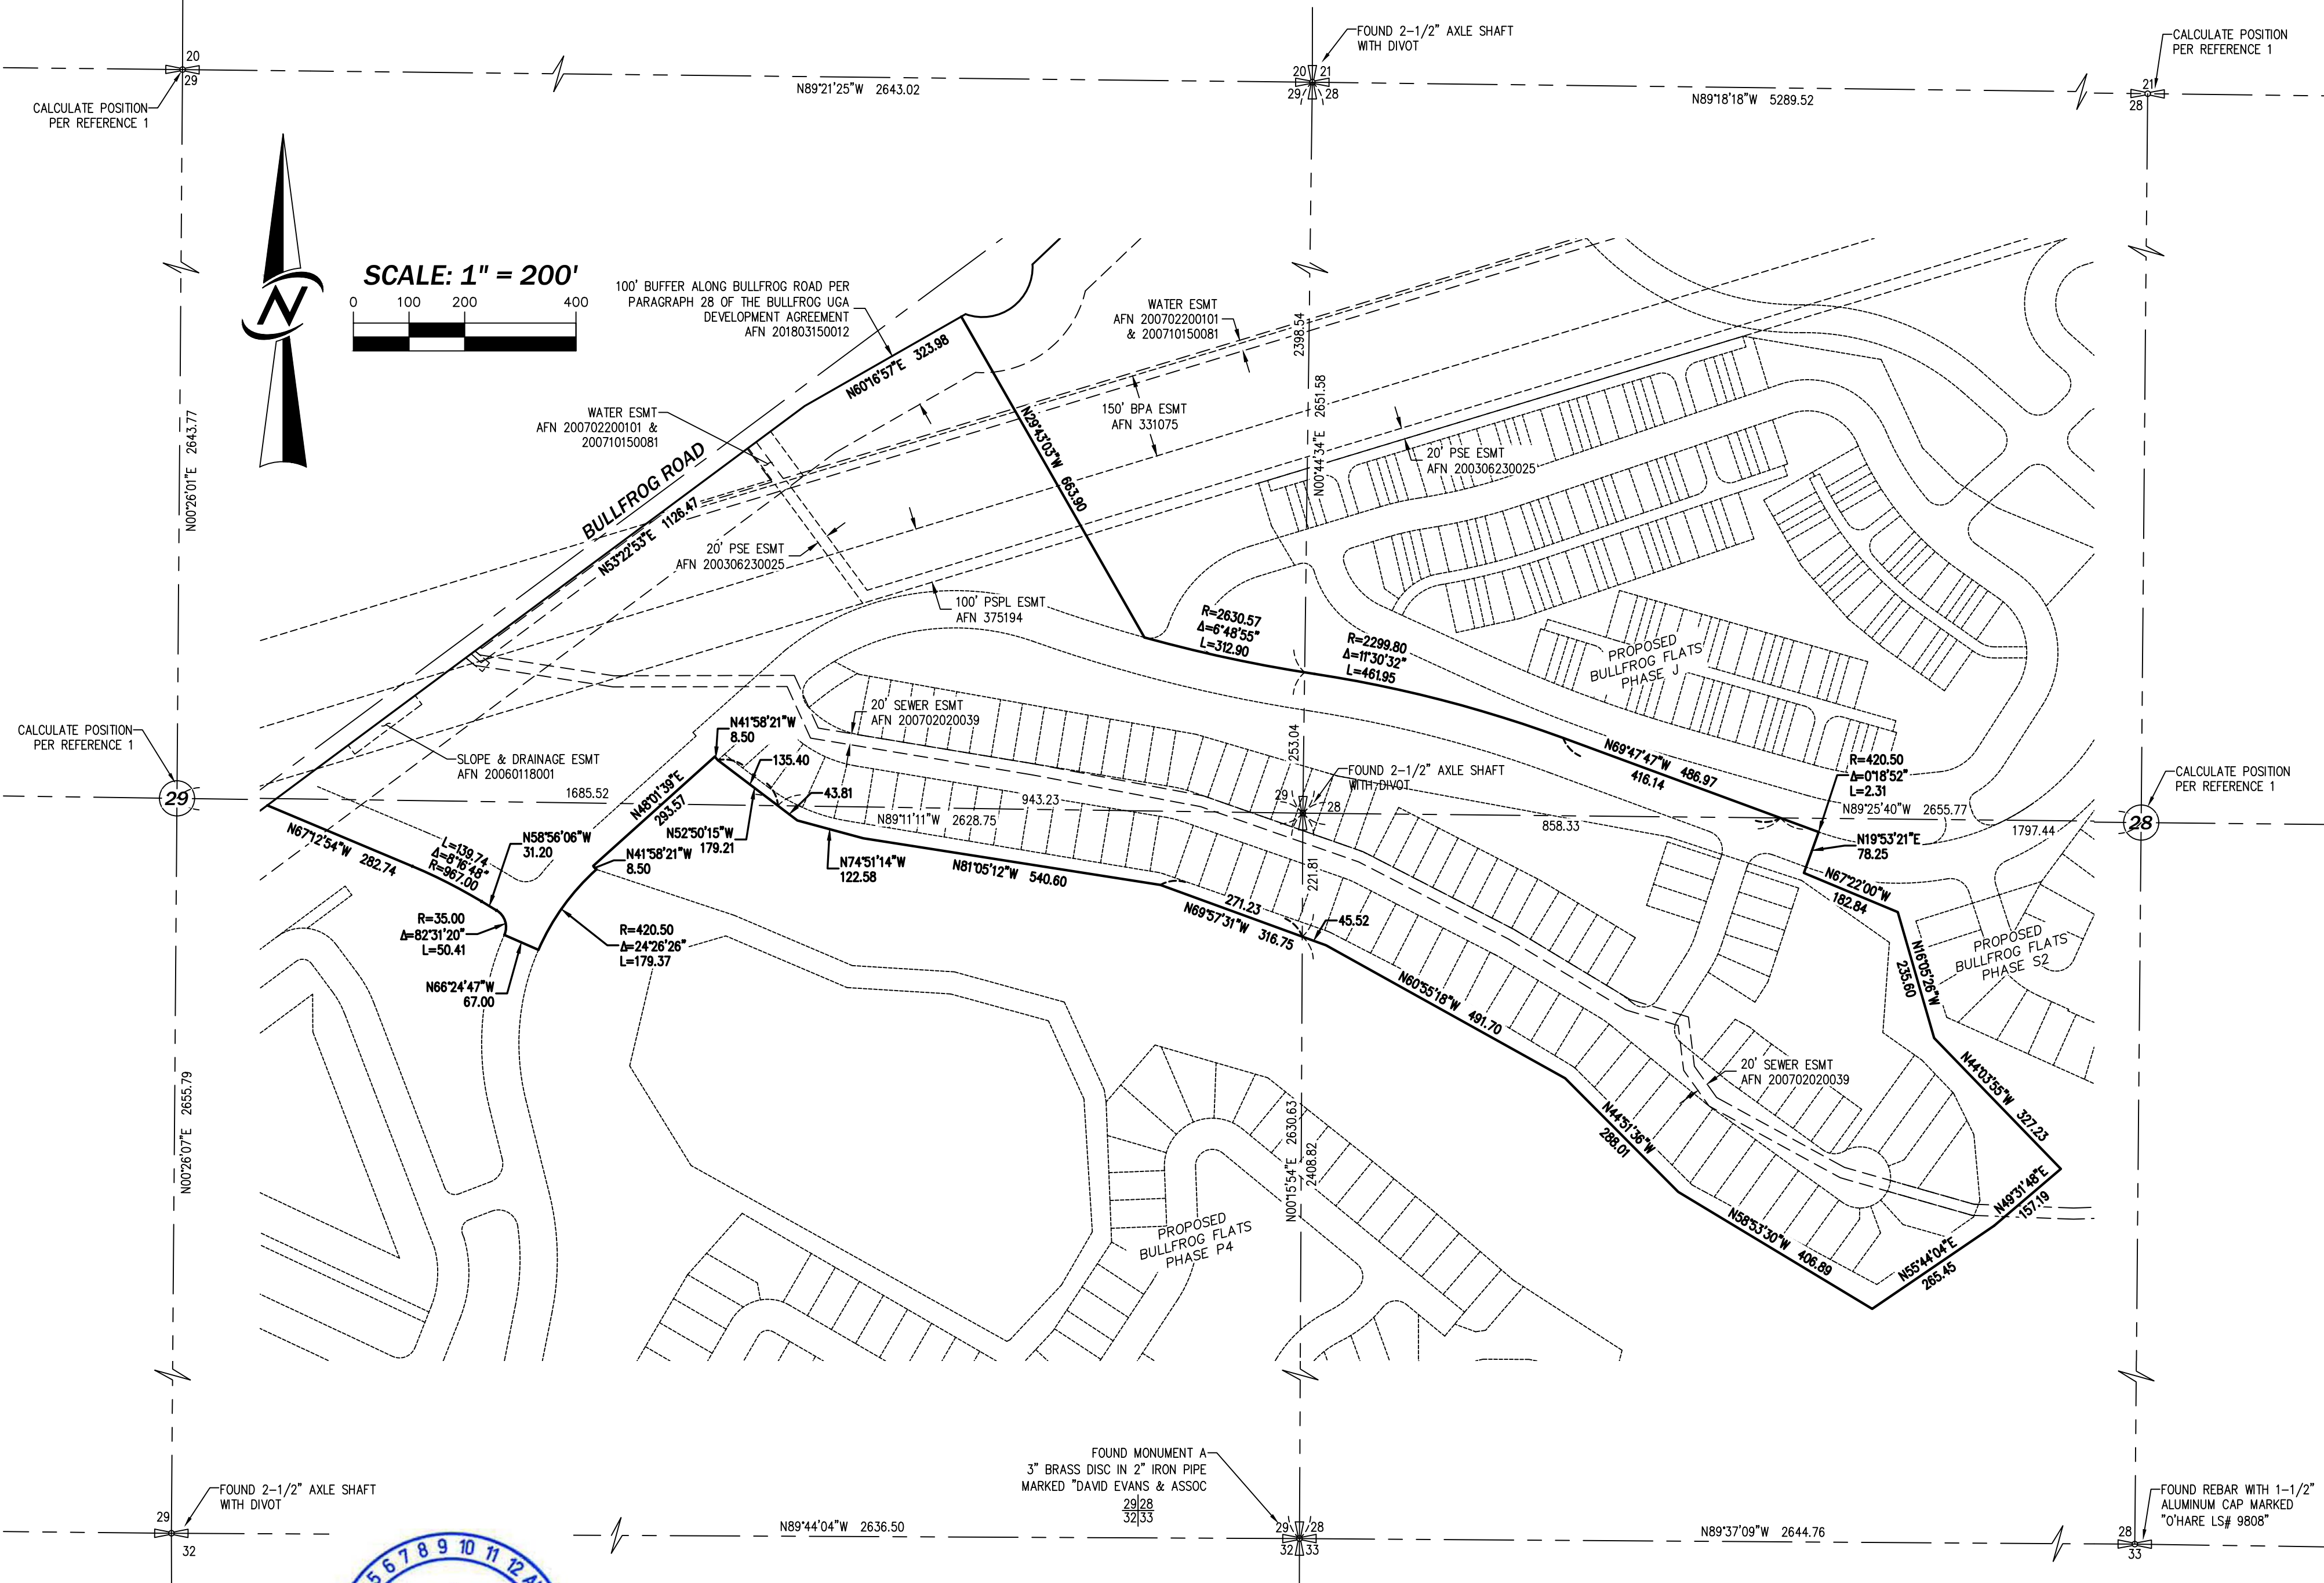 20
29
CALCULATE POSITION
PER REFERENCE 1
N89°21'25"W 2643.02
FOUND 2-1/2" AXLE SHAFT
WITH DIVOT
20 21
29 28
N89°18'18"W 5289.52
CALCULATE POSITION
PER REFERENCE 1
21
28
SCALE: 1" = 200'
0 100 200 400
N
100' BUFFER ALONG BULLFROG ROAD PER
PARAGRAPH 28 OF THE BULLFROG UGA
DEVELOPMENT AGREEMENT
AFN 201803150012
WATER ESMT
AFN 200702200101
& 200710150081
2398.54
N00°44'34"E 2651.58
N60°16'57"E 323.98
WATER ESMT
AFN 200702200101 &
200710150081
150' BPA ESMT
AFN 331075
N29°43'03"W 663.90
20' PSE ESMT
AFN 200306230025
N00°26'01"E 2643.77
BULLFROG ROAD
N53°22'53"E 1126.47
20' PSE ESMT
AFN 200306230025
100' PSPL ESMT
AFN 375194
R=2630.57
Δ=6°48'55"
L=312.90
R=2299.80
Δ=11°30'32"
L=461.95
PROPOSED
BULLFROG FLATS
PHASE J
CALCULATE POSITION
PER REFERENCE 1
29
SLOPE & DRAINAGE ESMT
AFN 20060118001
N41°58'21"W
8.50
20' SEWER ESMT
AFN 200702020039
135.40
253.04
FOUND 2-1/2" AXLE SHAFT
WITH DIVOT
29
28
N69°47'47"W 486.97
416.14
R=420.50
Δ=0°18'52"
L=2.31
CALCULATE POSITION
PER REFERENCE 1
28
1685.52
43.81
943.23
N89°11'11"W 2628.75
858.33
N89°25'40"W 2655.77
1797.44
N48°01'39"E
293.57
N52°50'15"W
179.21
N41°58'21"W
8.50
N74°51'14"W
122.58
N81°05'12"W 540.60
221.81
N19°53'21"E
78.25
N67°22'00"W
182.84
N67°12'54"W 282.74
L=139.74
Δ=8°16'48"
R=967.00
N58°56'06"W
31.20
R=35.00
Δ=82°31'20"
L=50.41
R=420.50
Δ=24°26'26"
L=179.37
N66°24'47"W
67.00
271.23
N69°57'31"W 316.75
45.52
N60°55'18"W 491.70
N16°05'26"W
235.60
PROPOSED
BULLFROG FLATS
PHASE S2
N44°03'55"W 327.23
20' SEWER ESMT
AFN 200702020039
N44°51'36"W
288.01
N00°26'07"E 2655.79
N00°15'54"E 2630.63
2408.82
N49°31'48"E
157.19
N58°53'30"W 406.89
N55°44'04"E
265.45
PROPOSED
BULLFROG FLATS
PHASE P4
FOUND MONUMENT A
3" BRASS DISC IN 2" IRON PIPE
MARKED "DAVID EVANS & ASSOC
29 28
32 33
FOUND 2-1/2" AXLE SHAFT
WITH DIVOT
29
32
5 6 7 8 9 10 11 12
N89°44'04"W 2636.50
29 28
32 33
N89°37'09"W 2644.76
FOUND REBAR WITH 1-1/2"
ALUMINUM CAP MARKED
"O'HARE LS# 9808"
28
33